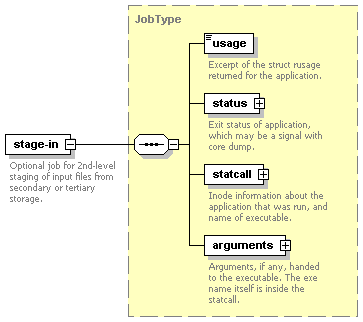 JobType
usage
Excerpt of the struct rusage
returned for the application.
status
Exit status of application,
which may be a signal with
core dump.
stage-in
Optional job for 2nd-level
staging of input files from
secondary or tertiary
storage.
statcall
Inode information about the
application that was run, and
name of executable.
arguments
Arguments, if any, handed
to the executable. The exe
name itself is inside the
statcall.